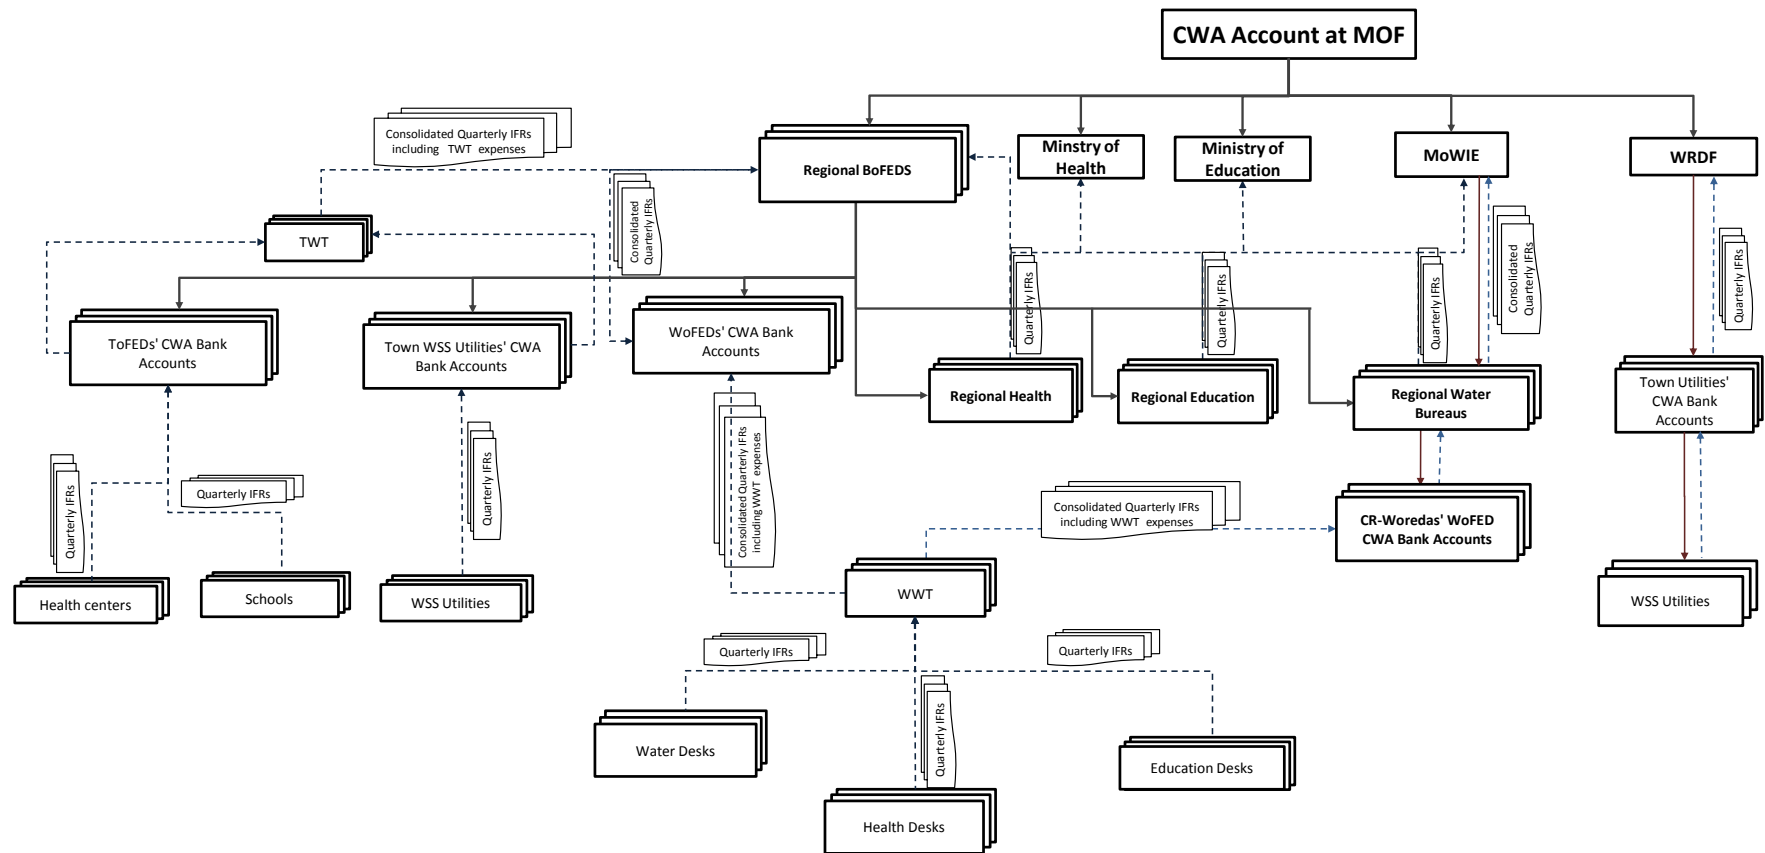 CWA Account at MOF
Consolidated Quarterly IFRs
including TWT expenses
Regional BoFEDS
Minstry of
Health
Ministry of
Education
MoWIE
WRDF
TWT
Consolidated
Quarterly IFRs
Quarterly IFRs
Quarterly IFRs
Quarterly IFRs
Consolidated
Quarterly IFRs
Quarterly IFRs
ToFEDs' CWA Bank
Accounts
Town WSS Utilities' CWA
Bank Accounts
WoFEDs' CWA Bank
Accounts
Regional Health
Regional Education
Regional Water
Bureaus
Town Utilities'
CWA Bank
Accounts
Quarterly IFRs
Quarterly IFRs
Quarterly IFRs
Consolidated Quarterly IFRs
including WWT expenses
Consolidated Quarterly IFRs
including WWT expenses
CR-Woredas' WoFED
CWA Bank Accounts
Health centers
Schools
WSS Utilities
WWT
WSS Utilities
Quarterly IFRs
Quarterly IFRs
Quarterly IFRs
Water Desks
Education Desks
Health Desks